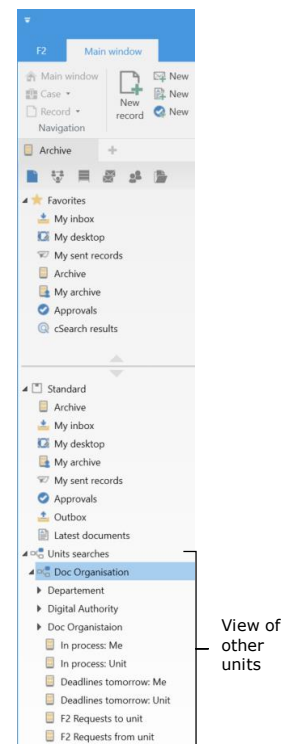 F2 Main window
Main window New
Case New
Record New record New
Navigation
Archive
Favorites
My inbox
My desktop
My sent records
Archive
My archive
Approvals
cSearch results
Standard
Archive
My inbox
My desktop
My archive
My sent records
Approvals
Outbox
Latest documents
Units searches
Doc Organisation
Departement
Digital Authority
Doc Organistaion
In process: Me
In process: Unit
Deadlines tomorrow: Me
Deadlines tomorrow: Unit
F2 Requests to unit
F2 Requests from unit
View of
other
units